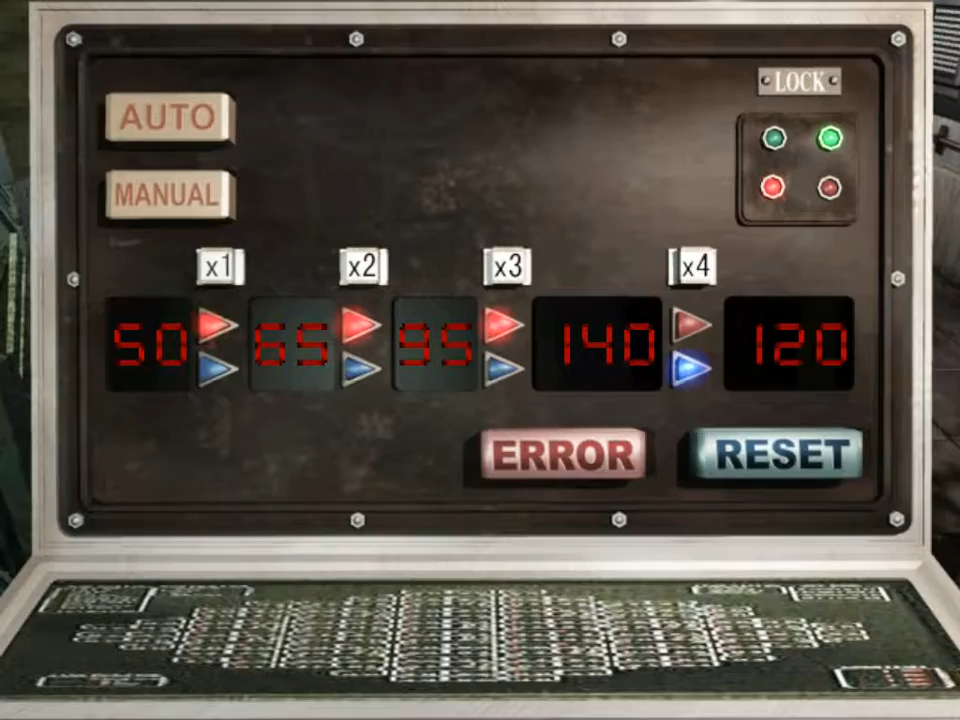 LOCK
AUTO
MANUAL
x1 x2 x3 x4
50 65 95 140 120
ERROR RESET